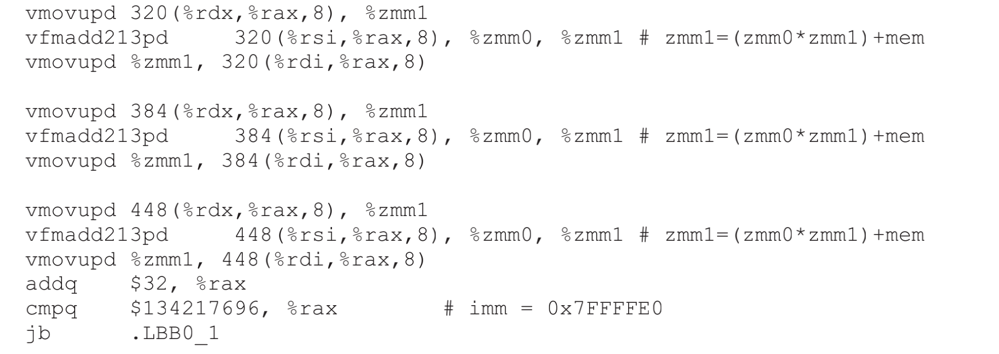 vmovupd 320(%rdx,%rax,8), %zmm1
vfmadd213pd     320(%rsi,%rax,8), %zmm0, %zmm1 # zmm1=(zmm0*zmm1)+mem
vmovupd %zmm1, 320(%rdi,%rax,8)
vmovupd 384(%rdx,%rax,8), %zmm1
vfmadd213pd     384(%rsi,%rax,8), %zmm0, %zmm1 # zmm1=(zmm0*zmm1)+mem
vmovupd %zmm1, 384(%rdi,%rax,8)
vmovupd 448(%rdx,%rax,8), %zmm1
vfmadd213pd     448(%rsi,%rax,8), %zmm0, %zmm1 # zmm1=(zmm0*zmm1)+mem
vmovupd %zmm1, 448(%rdi,%rax,8)
addq    $32, %rax
cmpq    $134217696, %rax        # imm = 0x7FFFFE0
jb      .LBB0_1